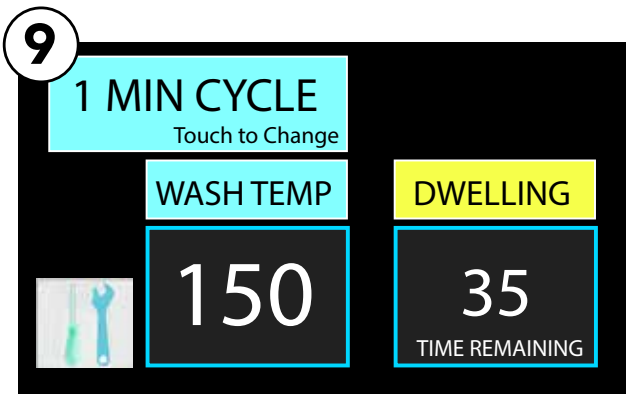 9
1 MIN CYCLE
Touch to Change
WASH TEMP
DWELLING
150
35
TIME REMAINING